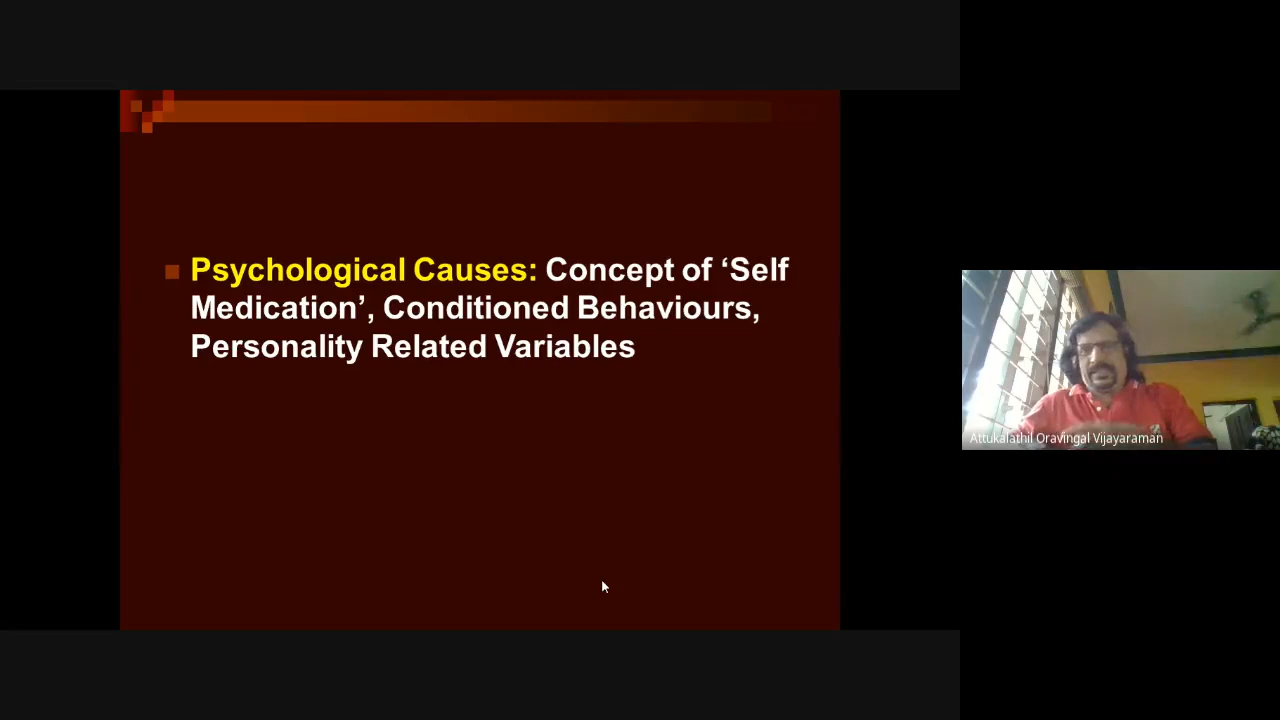 Psychological Causes: Concept of ‘Self
Medication’, Conditioned Behaviours,
Personality Related Variables
Attukalathil Oravingal Vijayaraman